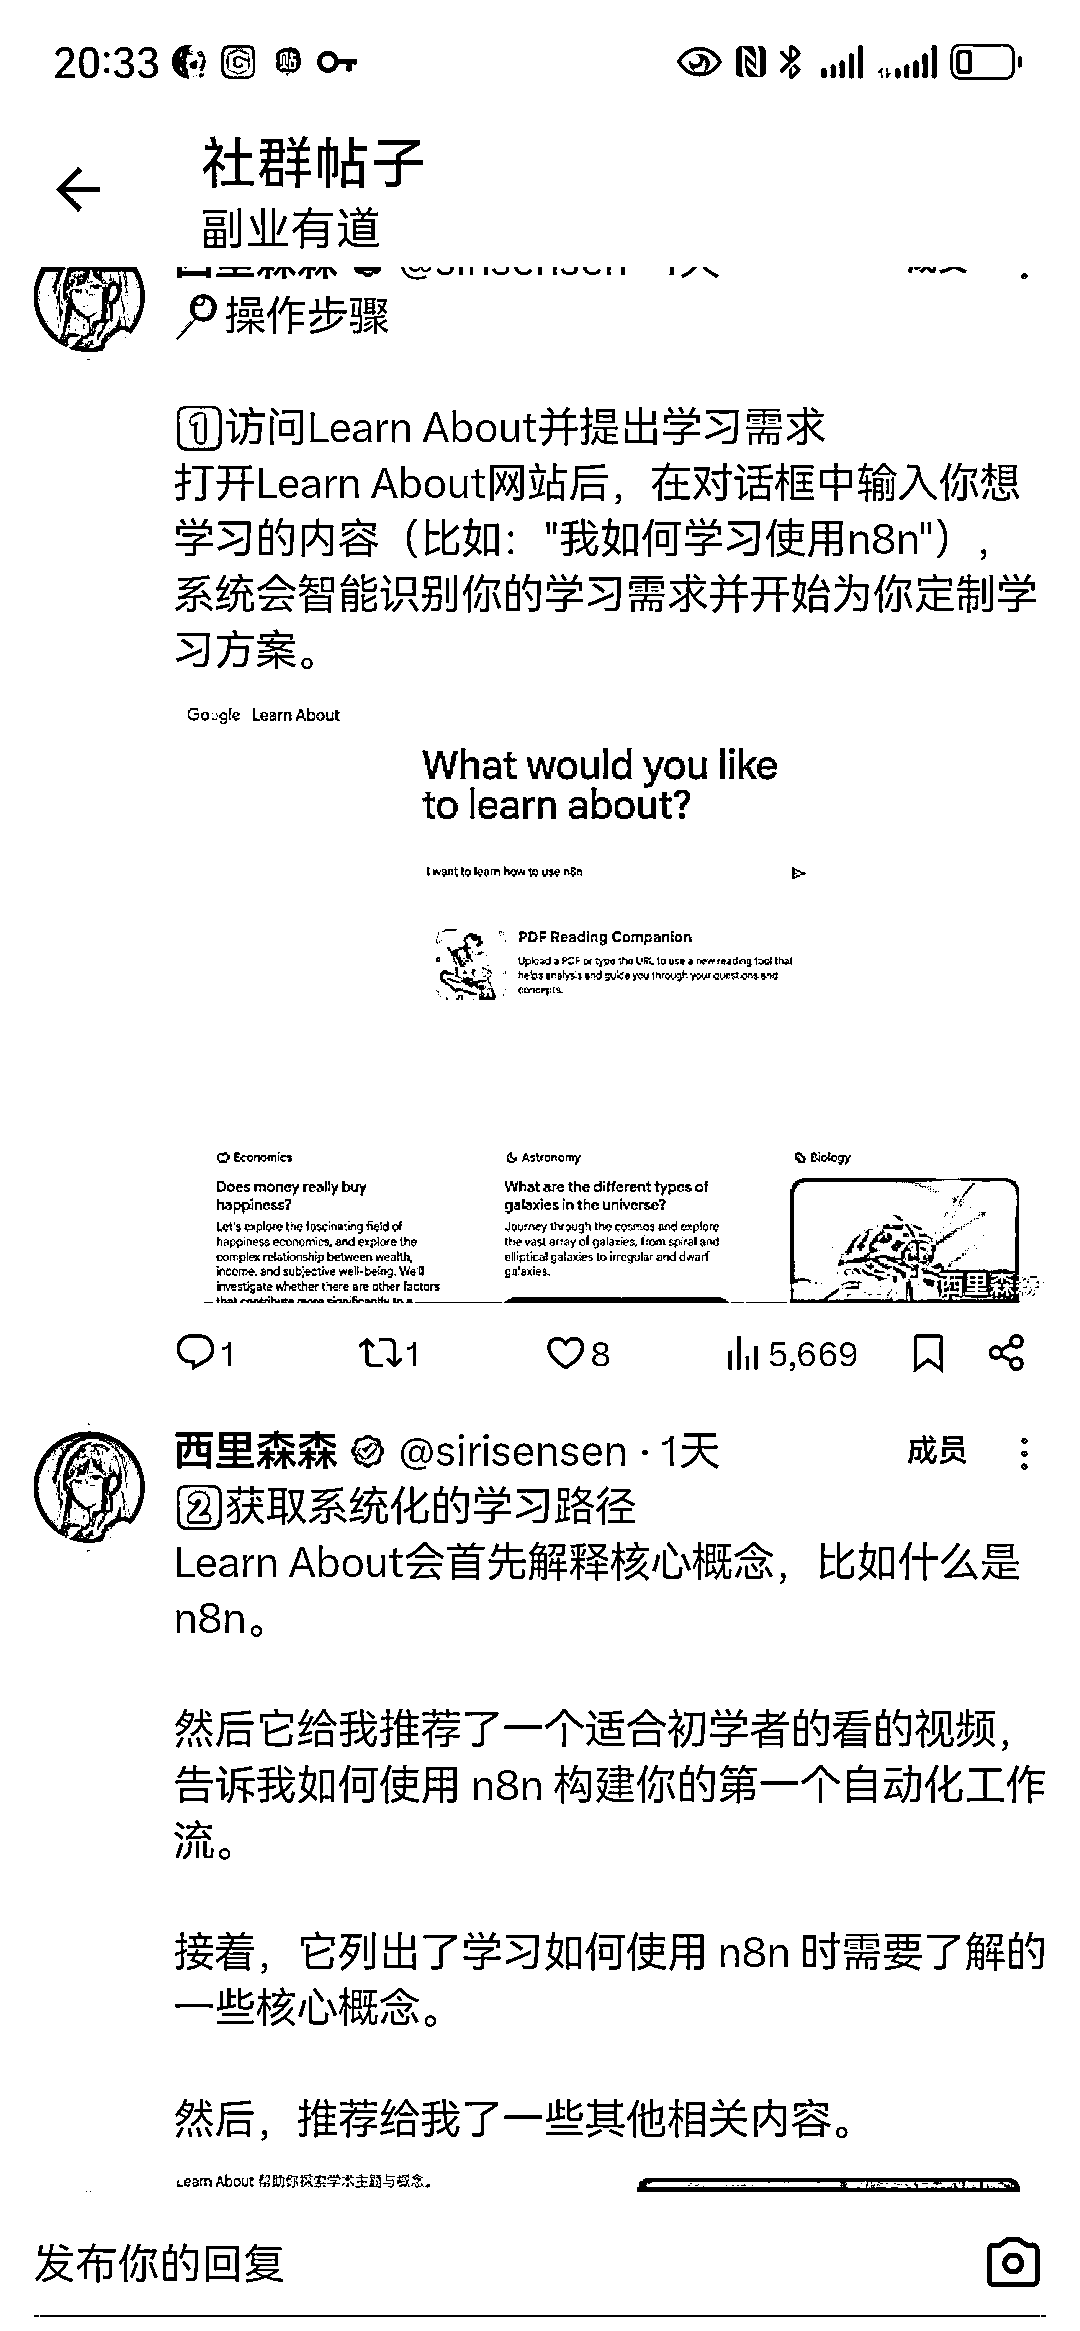 20:33
社群帖子
副业有道
操作步骤
1访问Learn About并提出学习需求
打开Learn About网站后，在对话框中输入你想
学习的内容（比如："我如何学习使用n8n"），
系统会智能识别你的学习需求并开始为你定制学
习方案。
Google Learn About
What would you like
to learn about?
I want to learn how to use n8n
PDF Reading Companion
Upload a PDF or type the URL to use a new reading tool that
helps analysis and guide you through your questions and
concepts.
Economics
Does money really buy
happiness?
Let's explore the fascinating field of
happiness economics, and explore the
complex relationship between wealth,
income, and subjective well-being. We'll
investigate whether there are other factors
that contribute more significantly to a
Astronomy
What are the different types of
galaxies in the universe?
Journey through the cosmos and explore
the vast array of galaxies, from spiral and
elliptical galaxies to irregular and dwarf
galaxies.
Biology
西里森森
1 1 8 5,669
西里森森 @sirisensen · 1天 成员
2获取系统化的学习路径
Learn About会首先解释核心概念，比如什么是
n8n。
然后它给我推荐了一个适合初学者的看的视频，
告诉我如何使用 n8n 构建你的第一个自动化工作
流。
接着，它列出了学习如何使用 n8n 时需要了解的
一些核心概念。
然后，推荐给我了一些其他相关内容。
Learn About 帮助你探索学术主题与概念。
发布你的回复